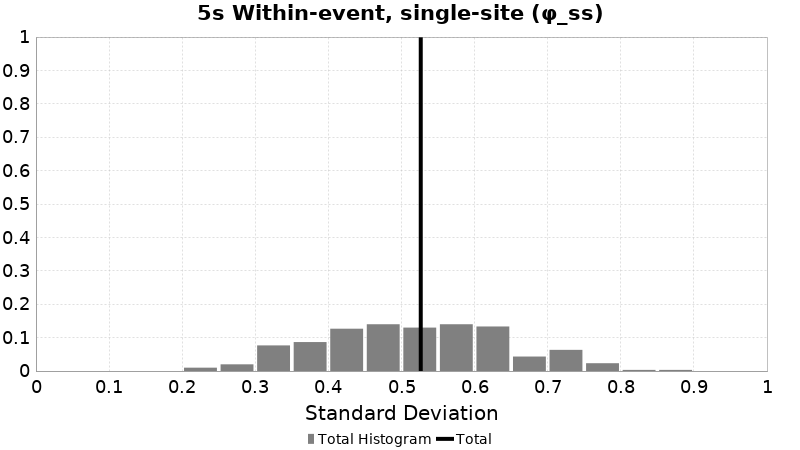 5s Within-event, single-site (φ_ss)
1
0.9
0.8
0.7
0.6
0.5
0.4
0.3
0.2
0.1
0
0 0.1 0.2 0.3 0.4 0.5 0.6 0.7 0.8 0.9 1
Standard Deviation
Total Histogram Total